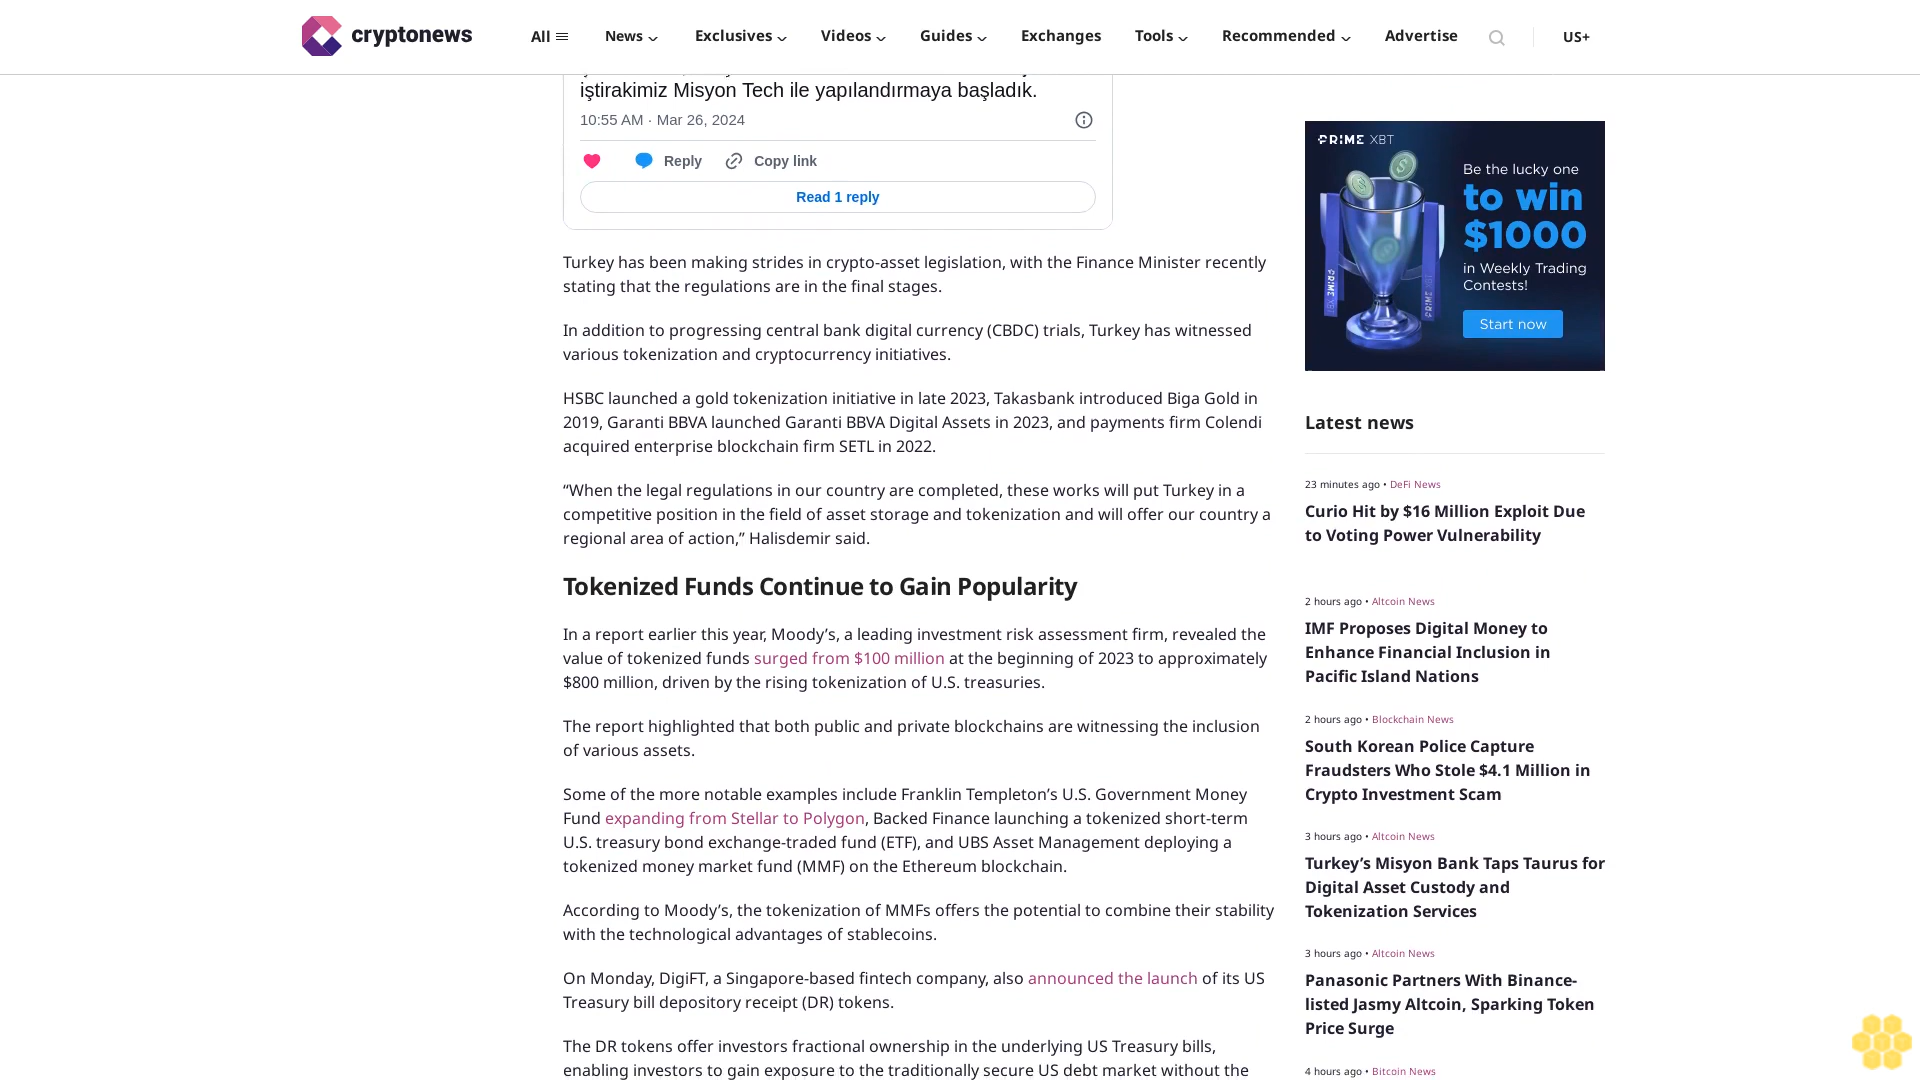 cryptonews
All
News
Exclusives
Videos
Guides
Exchanges
Tools
Recommended
Advertise
US+
iştirakimiz Misyon Tech ile yapılandırmaya başladık.
10:55 AM · Mar 26, 2024
Reply
Copy link
Read 1 reply
Turkey has been making strides in crypto-asset legislation, with the Finance Minister recently
stating that the regulations are in the final stages.
In addition to progressing central bank digital currency (CBDC) trials, Turkey has witnessed
various tokenization and cryptocurrency initiatives.
HSBC launched a gold tokenization initiative in late 2023, Takasbank introduced Biga Gold in
2019, Garanti BBVA launched Garanti BBVA Digital Assets in 2023, and payments firm Colendi
acquired enterprise blockchain firm SETL in 2022.
“When the legal regulations in our country are completed, these works will put Turkey in a
competitive position in the field of asset storage and tokenization and will offer our country a
regional area of action,” Halisdemir said.
Tokenized Funds Continue to Gain Popularity
In a report earlier this year, Moody’s, a leading investment risk assessment firm, revealed the
value of tokenized funds surged from $100 million at the beginning of 2023 to approximately
$800 million, driven by the rising tokenization of U.S. treasuries.
The report highlighted that both public and private blockchains are witnessing the inclusion
of various assets.
Some of the more notable examples include Franklin Templeton’s U.S. Government Money
Fund expanding from Stellar to Polygon, Backed Finance launching a tokenized short-term
U.S. treasury bond exchange-traded fund (ETF), and UBS Asset Management deploying a
tokenized money market fund (MMF) on the Ethereum blockchain.
According to Moody’s, the tokenization of MMFs offers the potential to combine their stability
with the technological advantages of stablecoins.
On Monday, DigiFT, a Singapore-based fintech company, also announced the launch of its US
Treasury bill depository receipt (DR) tokens.
The DR tokens offer investors fractional ownership in the underlying US Treasury bills,
enabling investors to gain exposure to the traditionally secure US debt market without the
PRIME XBT
Be the lucky one
to win
$1000
in Weekly Trading
Contests!
Start now
PRIME XBT
PRIME XBT
Latest news
23 minutes ago • DeFi News
Curio Hit by $16 Million Exploit Due
to Voting Power Vulnerability
2 hours ago • Altcoin News
IMF Proposes Digital Money to
Enhance Financial Inclusion in
Pacific Island Nations
2 hours ago • Blockchain News
South Korean Police Capture
Fraudsters Who Stole $4.1 Million in
Crypto Investment Scam
3 hours ago • Altcoin News
Turkey’s Misyon Bank Taps Taurus for
Digital Asset Custody and
Tokenization Services
3 hours ago • Altcoin News
Panasonic Partners With Binance-
listed Jasmy Altcoin, Sparking Token
Price Surge
4 hours ago • Bitcoin News